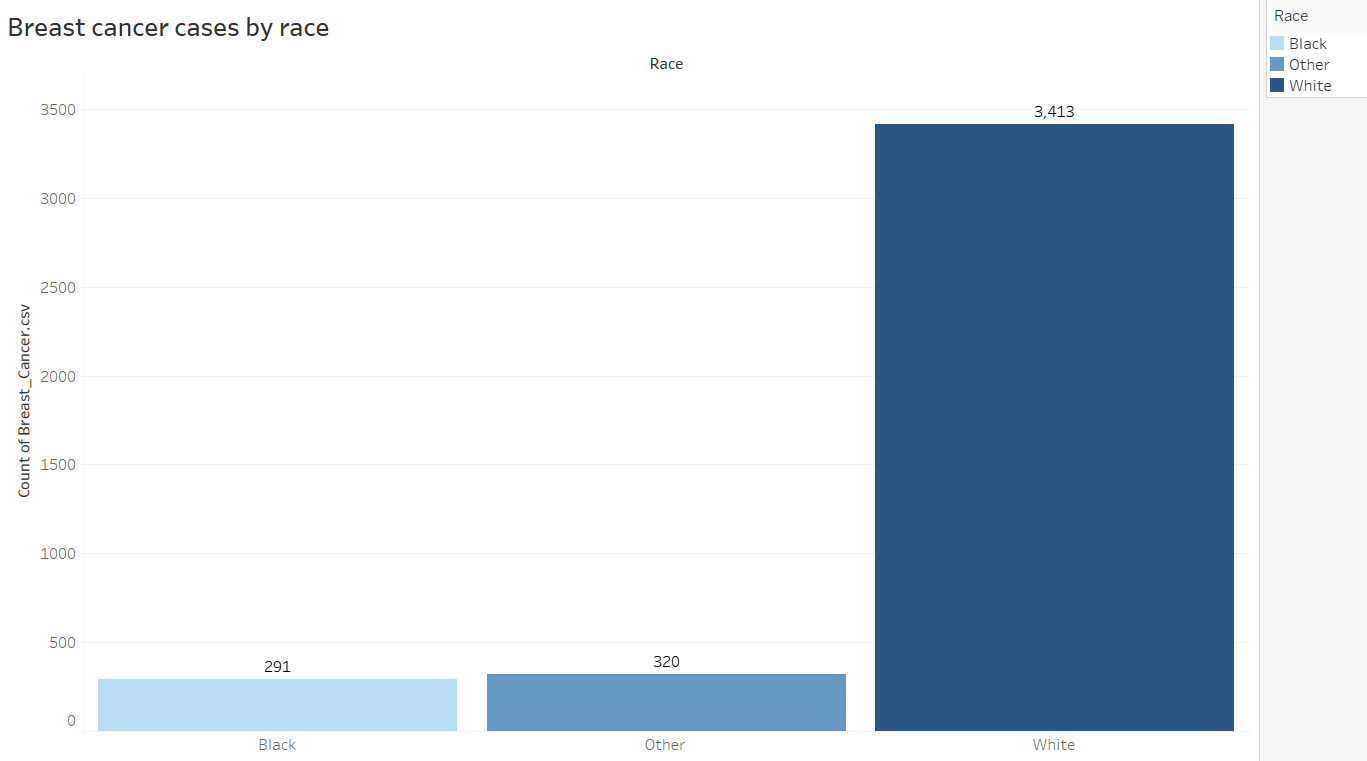 Breast cancer cases by race
Race
Black
Other
White
Race
Count of Breast_Cancer.csv
3500
3000
2500
2000
1500
1000
500
0
3,413
291
320
Black
Other
White